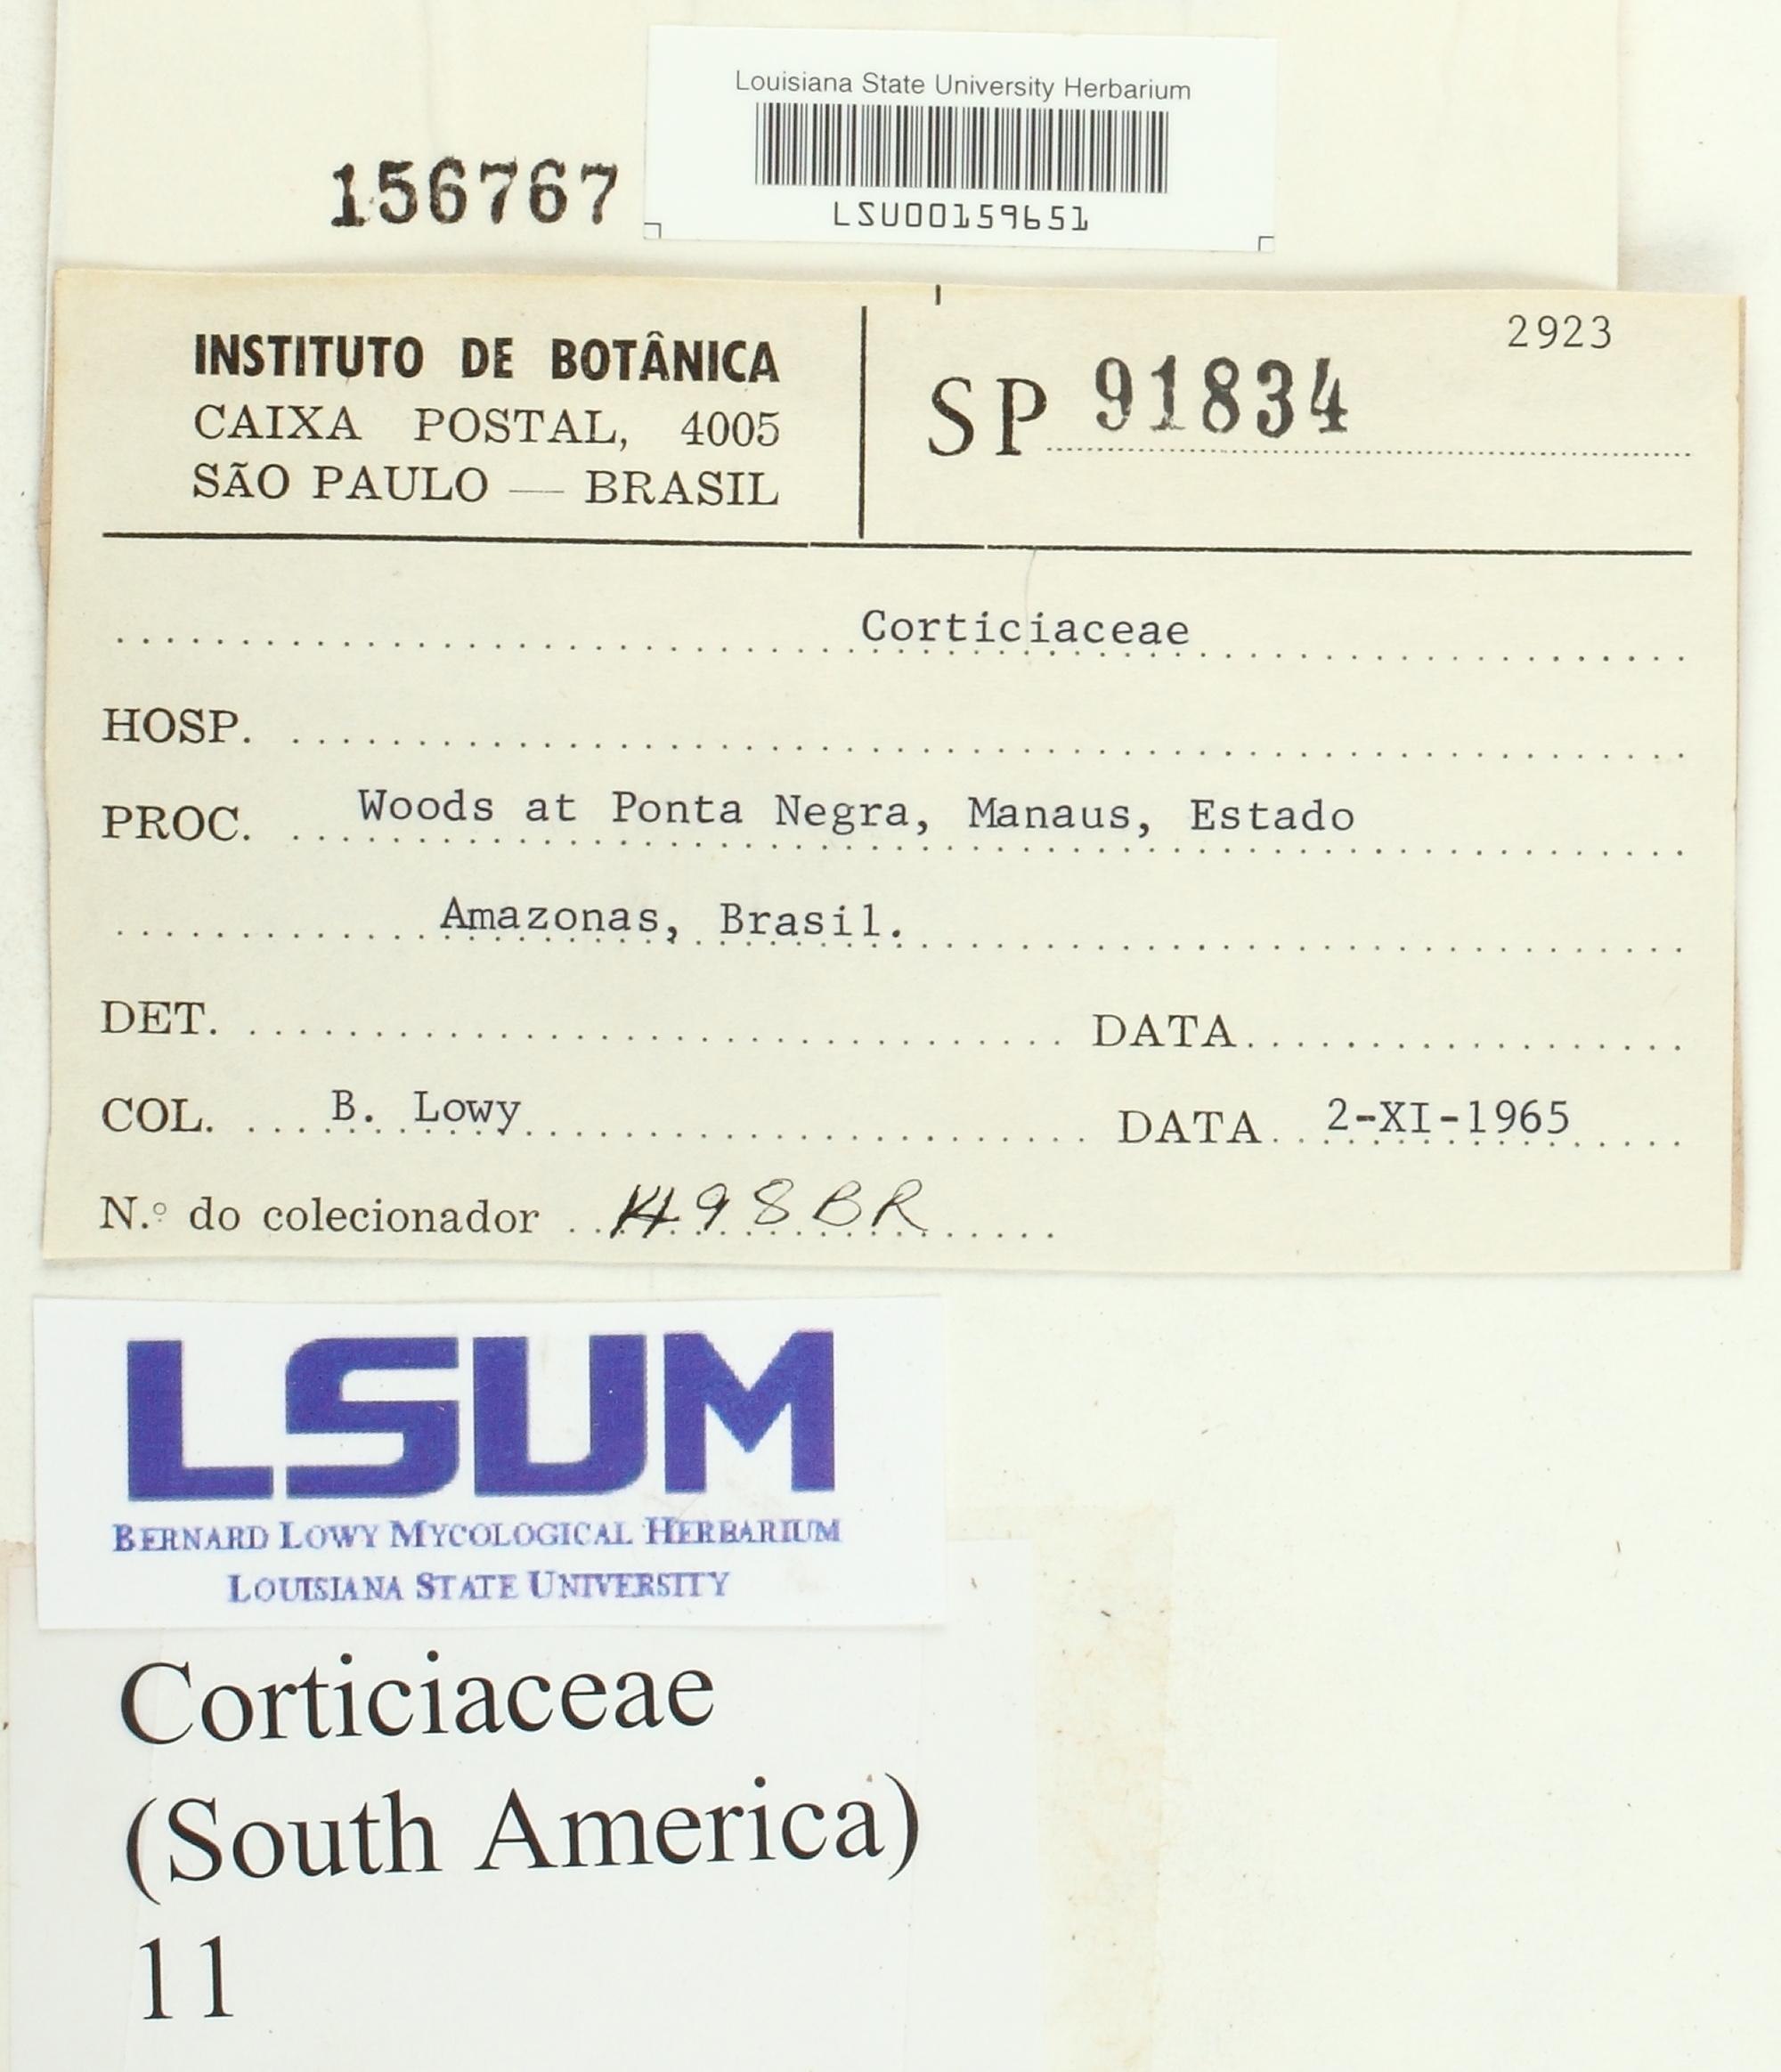 Louisiana State University Herbarium
156767
LSU00159651
2923
INSTITUTO DE BOTÂNICA
CAIXA POSTAL, 4005
SÃO PAULO — BRASIL
SP 91834
Corticiaceae
HOSP.
PROC. Woods at Ponta Negra, Manaus, Estado
Amazonas, Brasil.
DET. DATA
COL. B. Lowy DATA 2-XI-1965
N.º do colecionador
LSUM
BERNARD LOWY MYCOLOGICAL HERBARIUM
LOUISIANA STATE UNIVERSITY
Corticiaceae
(South America)
11